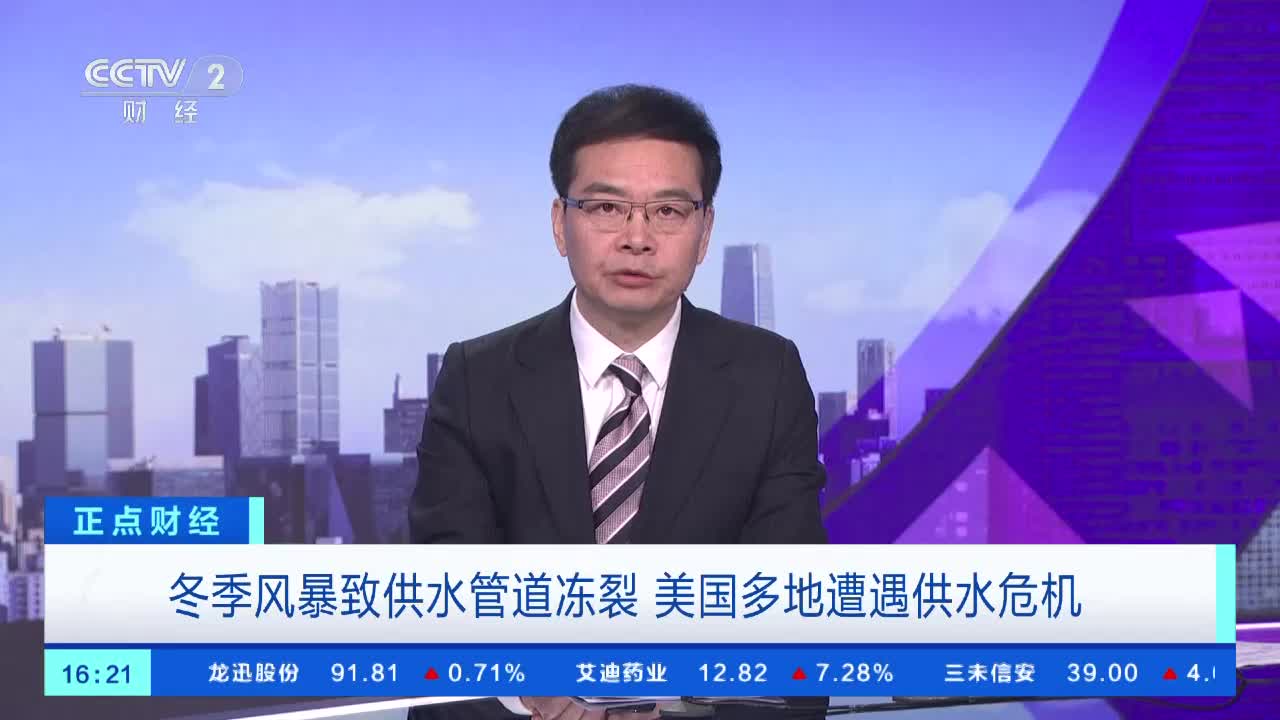 CCTV 2
财 经
正点财经
冬季风暴致供水管道冻裂 美国多地遭遇供水危机
16:21 龙迅股份 91.81 ▲ 0.71% 艾迪药业 12.82 ▲ 7.28% 三未信安 39.00 ▲ 4.